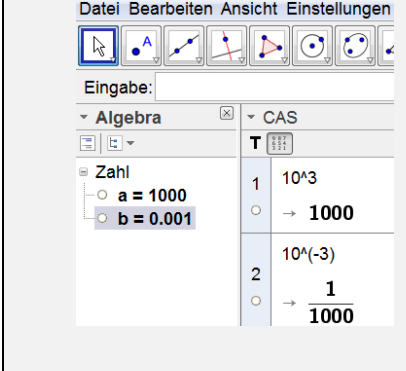 Datei Bearbeiten Ansicht Einstellungen
A
Eingabe:
Algebra
Zahl
a = 1000
b = 0.001
CAS
T
1
10^3
→ 1000
2
10^(-3)
→ 1
1000